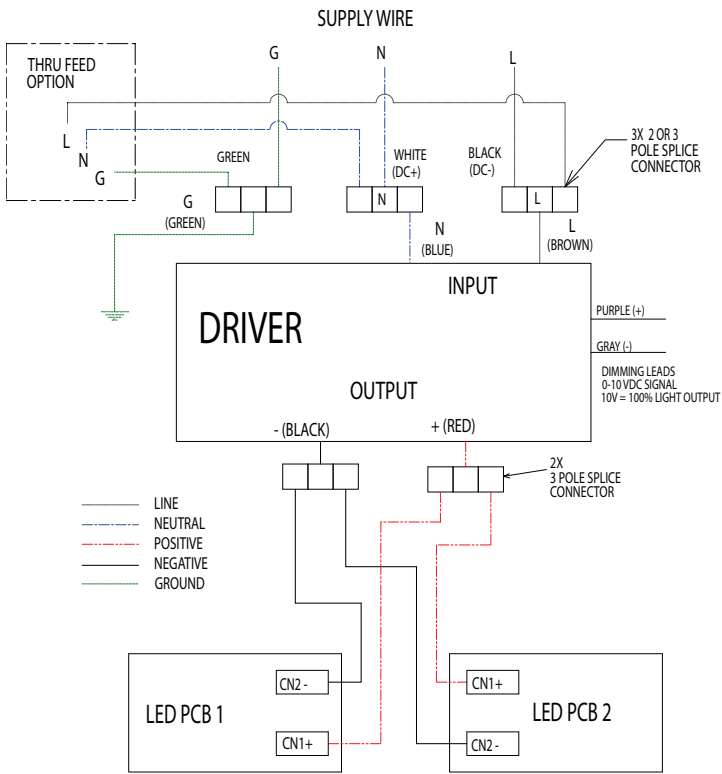 SUPPLY WIRE
THRU FEED
OPTION
G
N
L
L
N
G
GREEN
WHITE
(DC+)
BLACK
(DC-)
3X 2 OR 3
POLE SPLICE
CONNECTOR
G
(GREEN)
N
L
N
(BLUE)
L
(BROWN)
INPUT
DRIVER
PURPLE (+)
GRAY (-)
DIMMING LEADS
0-10 VDC SIGNAL
10V = 100% LIGHT OUTPUT
OUTPUT
- (BLACK)
+ (RED)
2X
3 POLE SPLICE
CONNECTOR
LINE
NEUTRAL
POSITIVE
NEGATIVE
GROUND
LED PCB 1
CN2 -
CN1+
CN1+
LED PCB 2
CN2 -